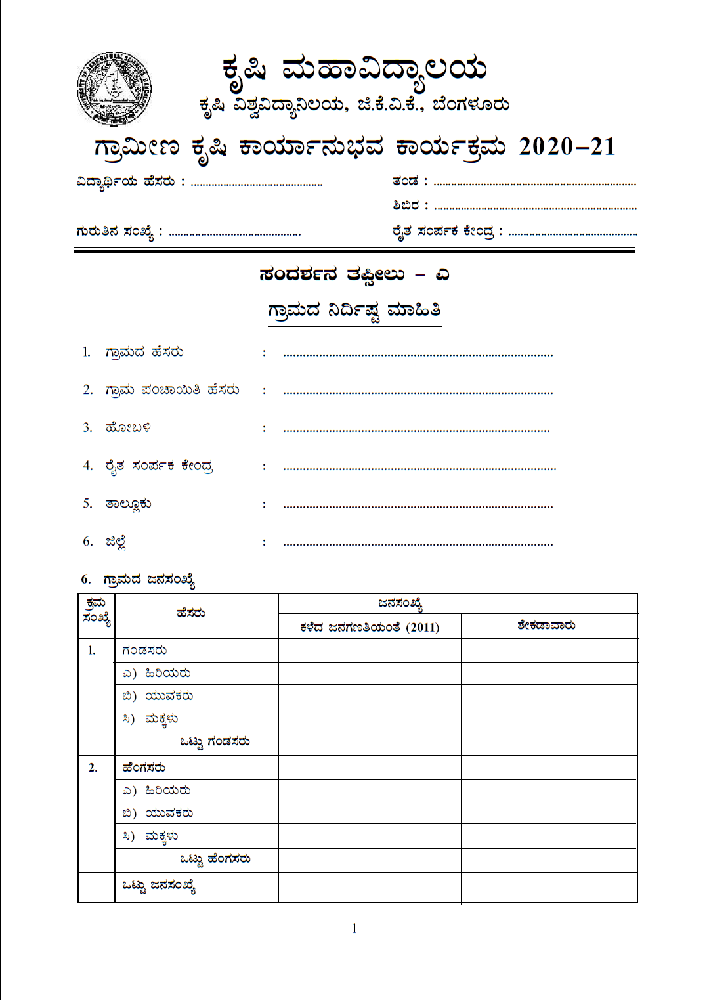 ಕೃಷಿ ಮಹಾವಿದ್ಯಾಲಯ
ಕೃಷಿ ವಿಶ್ವವಿದ್ಯಾನಿಲಯ, ಜಿ.ಕೆ.ವಿ.ಕೆ., ಬೆಂಗಳೂರು
ಗ್ರಾಮೀಣ ಕೃಷಿ ಕಾರ್ಯಾನುಭವ ಕಾರ್ಯಕ್ರಮ 2020–21
ವಿದ್ಯಾರ್ಥಿಯ ಹೆಸರು : ............................................. ತಂಡ : .....................................................................
ಶಿಬಿರ : .....................................................................
ಗುರುತಿನ ಸಂಖ್ಯೆ : ............................................. ರೈತ ಸಂಪರ್ಕ ಕೇಂದ್ರ : ............................................
ಸಂದರ್ಶನ ತಪ್ಸೀಲು – ಎ
ಗ್ರಾಮದ ನಿರ್ದಿಷ್ಟ ಮಾಹಿತಿ
1. ಗ್ರಾಮದ ಹೆಸರು : ...................................................................................
2. ಗ್ರಾಮ ಪಂಚಾಯಿತಿ ಹೆಸರು : ...................................................................................
3. ಹೋಬಳಿ : ..................................................................................
4. ರೈತ ಸಂಪರ್ಕ ಕೇಂದ್ರ : ....................................................................................
5. ತಾಲ್ಲೂಕು : ...................................................................................
6. ಜಿಲ್ಲೆ : ...................................................................................
6. ಗ್ರಾಮದ ಜನಸಂಖ್ಯೆ
ಕ್ರಮ ಸಂಖ್ಯೆ ಹೆಸರು ಜನಸಂಖ್ಯೆ
ಕಳೆದ ಜನಗಣತಿಯಂತೆ (2011) ಶೇಕಡಾವಾರು
1. ಗಂಡಸರು
ಎ) ಹಿರಿಯರು
ಬಿ) ಯುವಕರು
ಸಿ) ಮಕ್ಕಳು
ಒಟ್ಟು ಗಂಡಸರು
2. ಹೆಂಗಸರು
ಎ) ಹಿರಿಯರು
ಬಿ) ಯುವಕರು
ಸಿ) ಮಕ್ಕಳು
ಒಟ್ಟು ಹೆಂಗಸರು
ಒಟ್ಟು ಜನಸಂಖ್ಯೆ
1